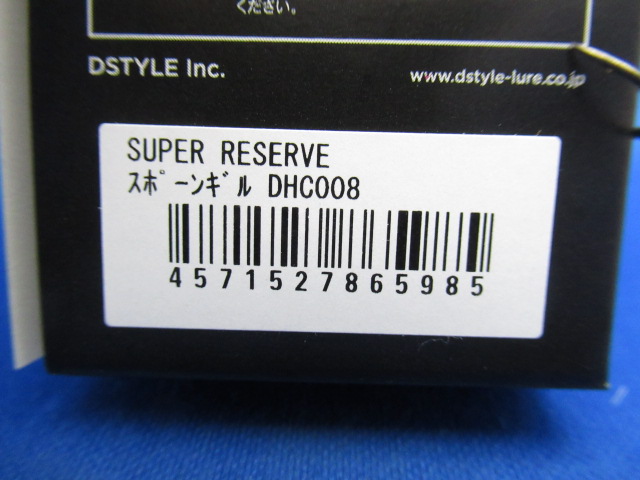 ください。
DSTYLE Inc.
www.dstyle-lure.co.jp
SUPER RESERVE
ｽﾎﾟｰﾝｷﾞﾙ DHC008
4571527865985